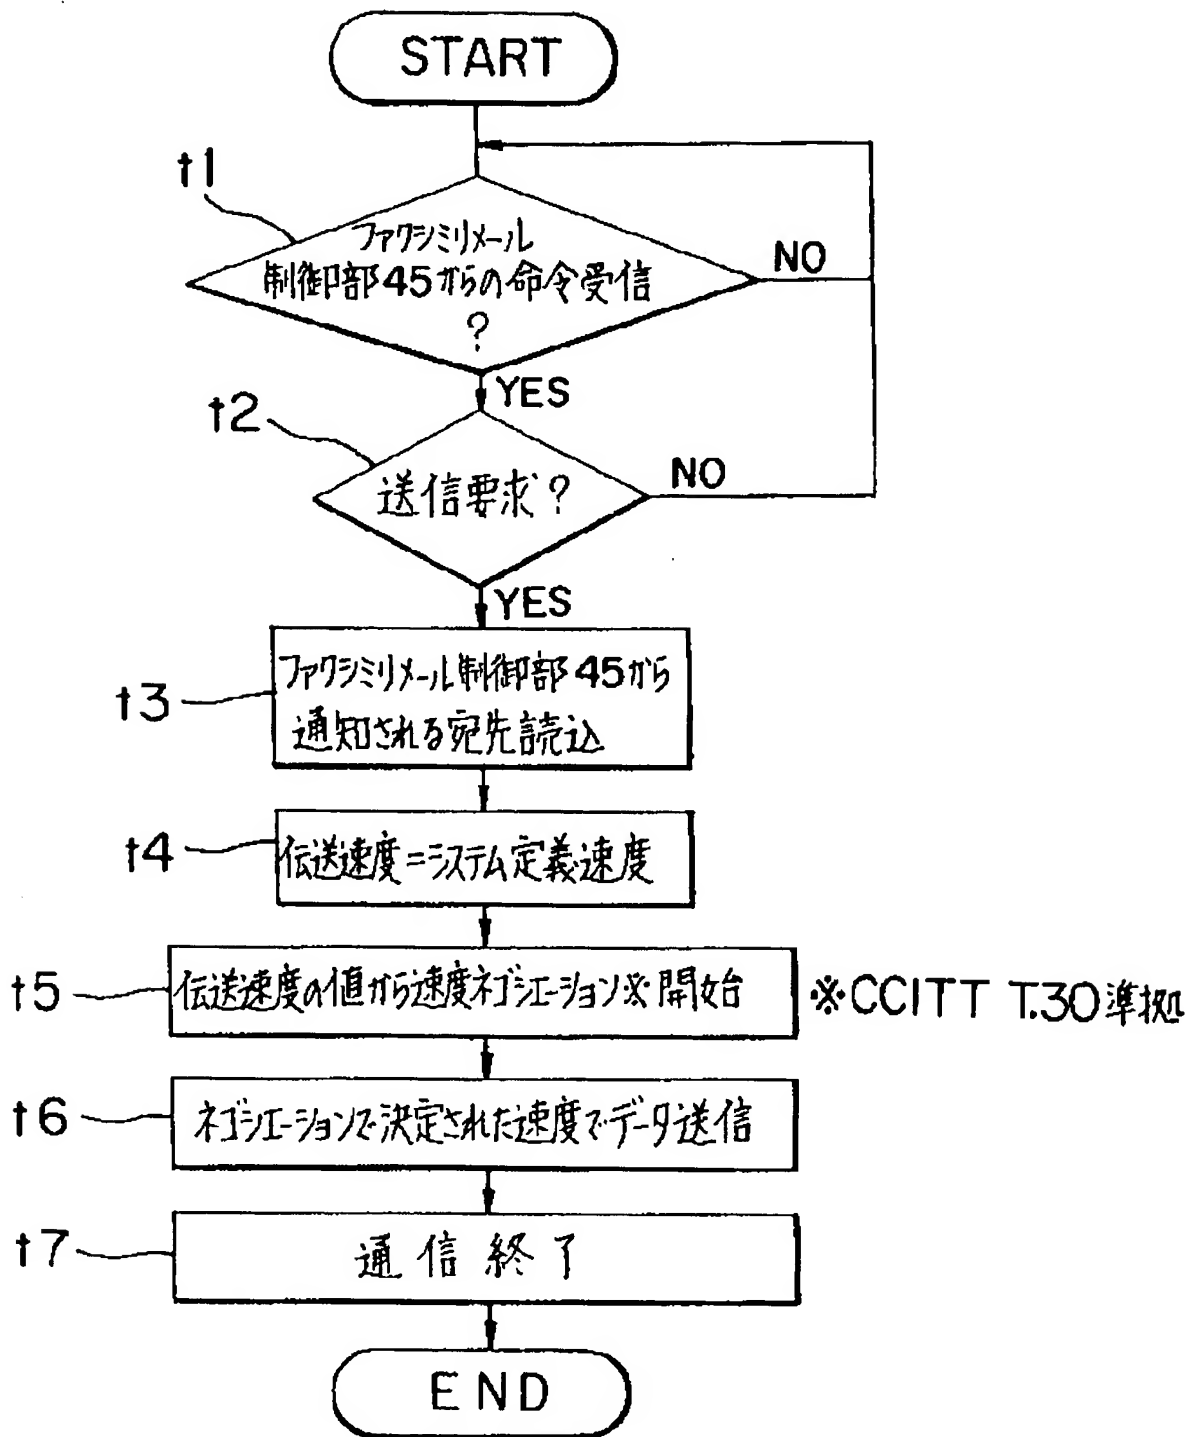 START
t1
ファクシミリメール
制御部45からの命令受信
?
NO
YES
t2
送信要求?
NO
YES
t3
ファクシミリメール制御部45から
通知される宛先読込
t4
伝送速度=システム定義速度
t5
伝送速度の値から速度ネゴシエーション※開始
※CCITT T.30準拠
t6
ネゴシエーションで決定された速度でデータ送信
t7
通信終了
END